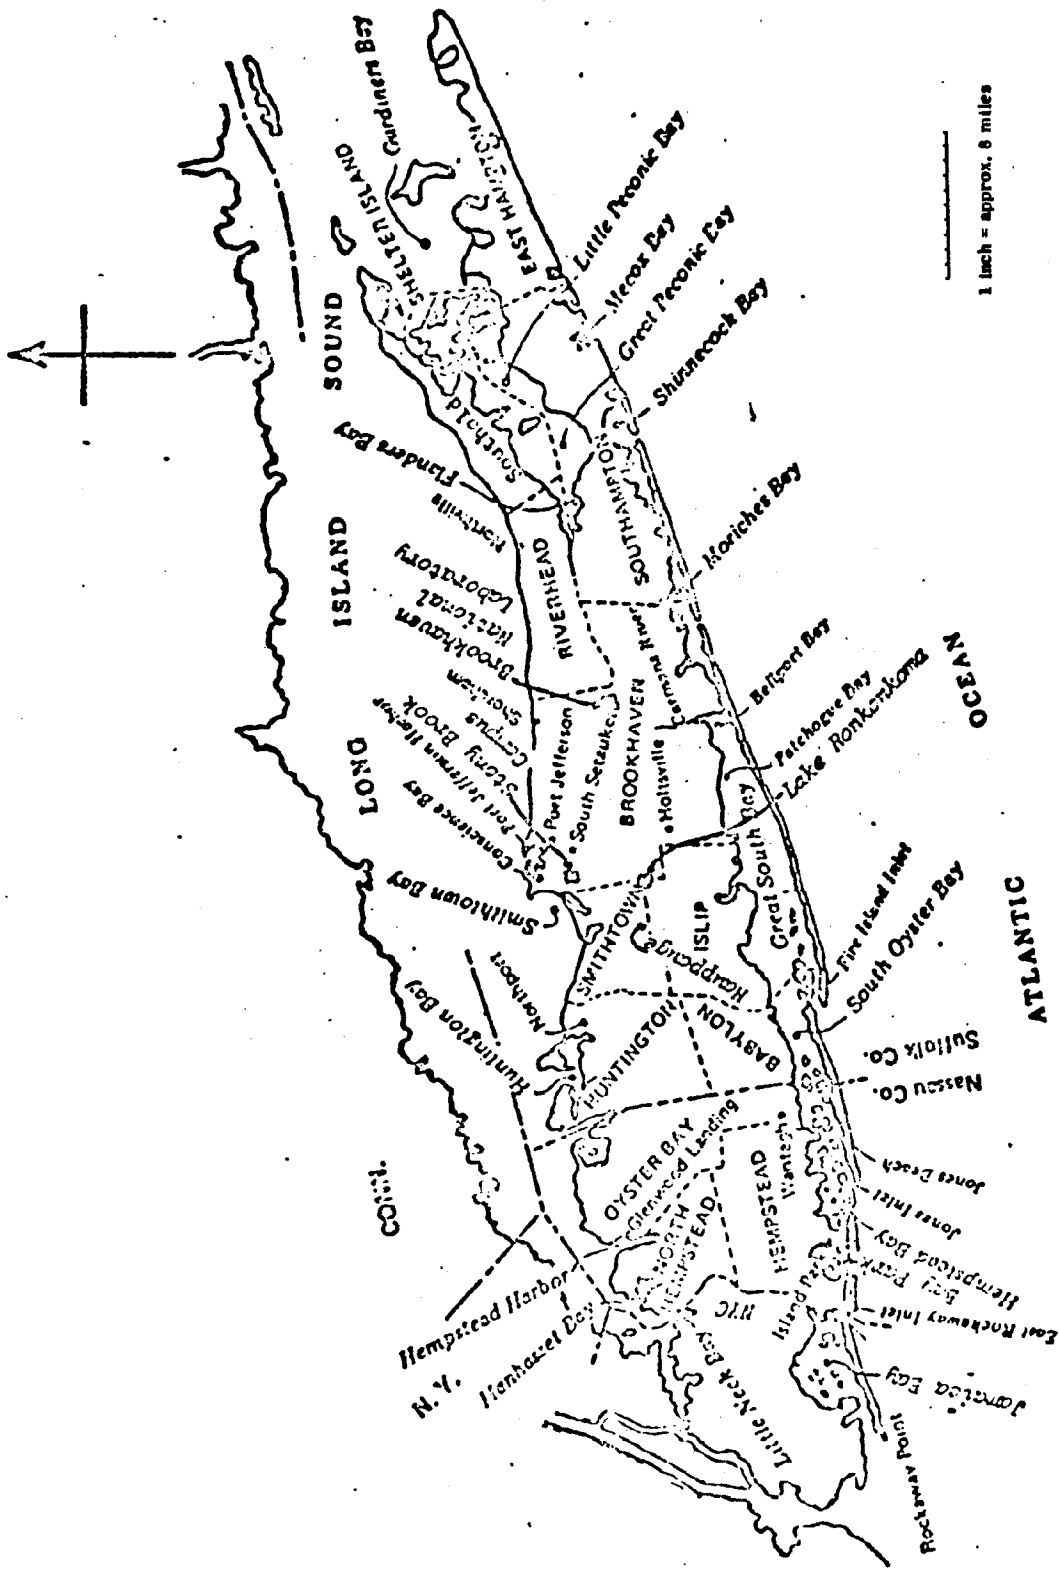 CONN.
N. Y.
LONG ISLAND SOUND
Hempstead Harbor
Manhasset Bay
Little Neck Bay
Huntington Bay
Northport
Smithtown Bay
Conscience Bay
Port Jefferson Harbor
Stony Brook
Campus
Shoreham
Brookhaven
National
Laboratory
Northville
Flanders Bay
SHELTER ISLAND
Gardiners Bay
NYC
NORTH
HEMPSTEAD
Glenwood Landing
OYSTER BAY
HEMPSTEAD
Wantagh
HUNTINGTON
BABYLON
SMITHTOWN
Hauppauge
ISLIP
Port Jefferson
South Setauket
Holtsville
BROOKHAVEN
RIVERHEAD
Southold
SOUTHAMPTON
EAST HAMPTON
Great South Bay
Rockaway Point
Jamaica Bay
East Rockaway Inlet
Bay Park
Hempstead Bay
Jones Inlet
Jones Beach
Nassau Co.
Suffolk Co.
South Oyster Bay
Fire Island Inlet
Lake Ronkonkoma
Patchogue Bay
Bellport Bay
Moriches Bay
Shinnecock Bay
Great Peconic Bay
Mecox Bay
Little Peconic Bay
ATLANTIC OCEAN
1 inch = approx. 8 miles